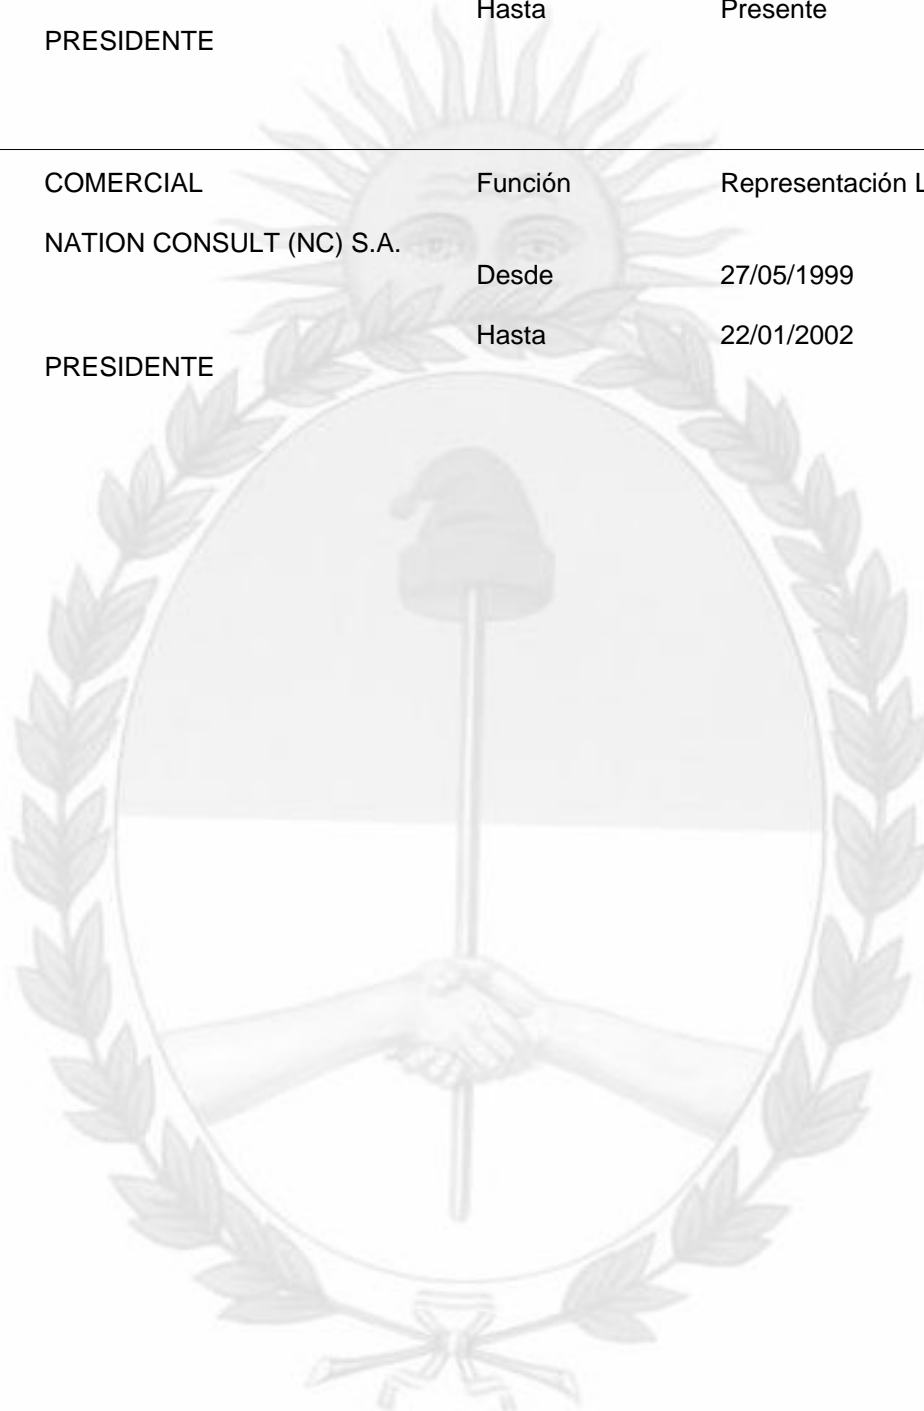 Hasta Presente
PRESIDENTE
COMERCIAL Función Representación
NATION CONSULT (NC) S.A.
Desde 27/05/1999
Hasta 22/01/2002
PRESIDENTE